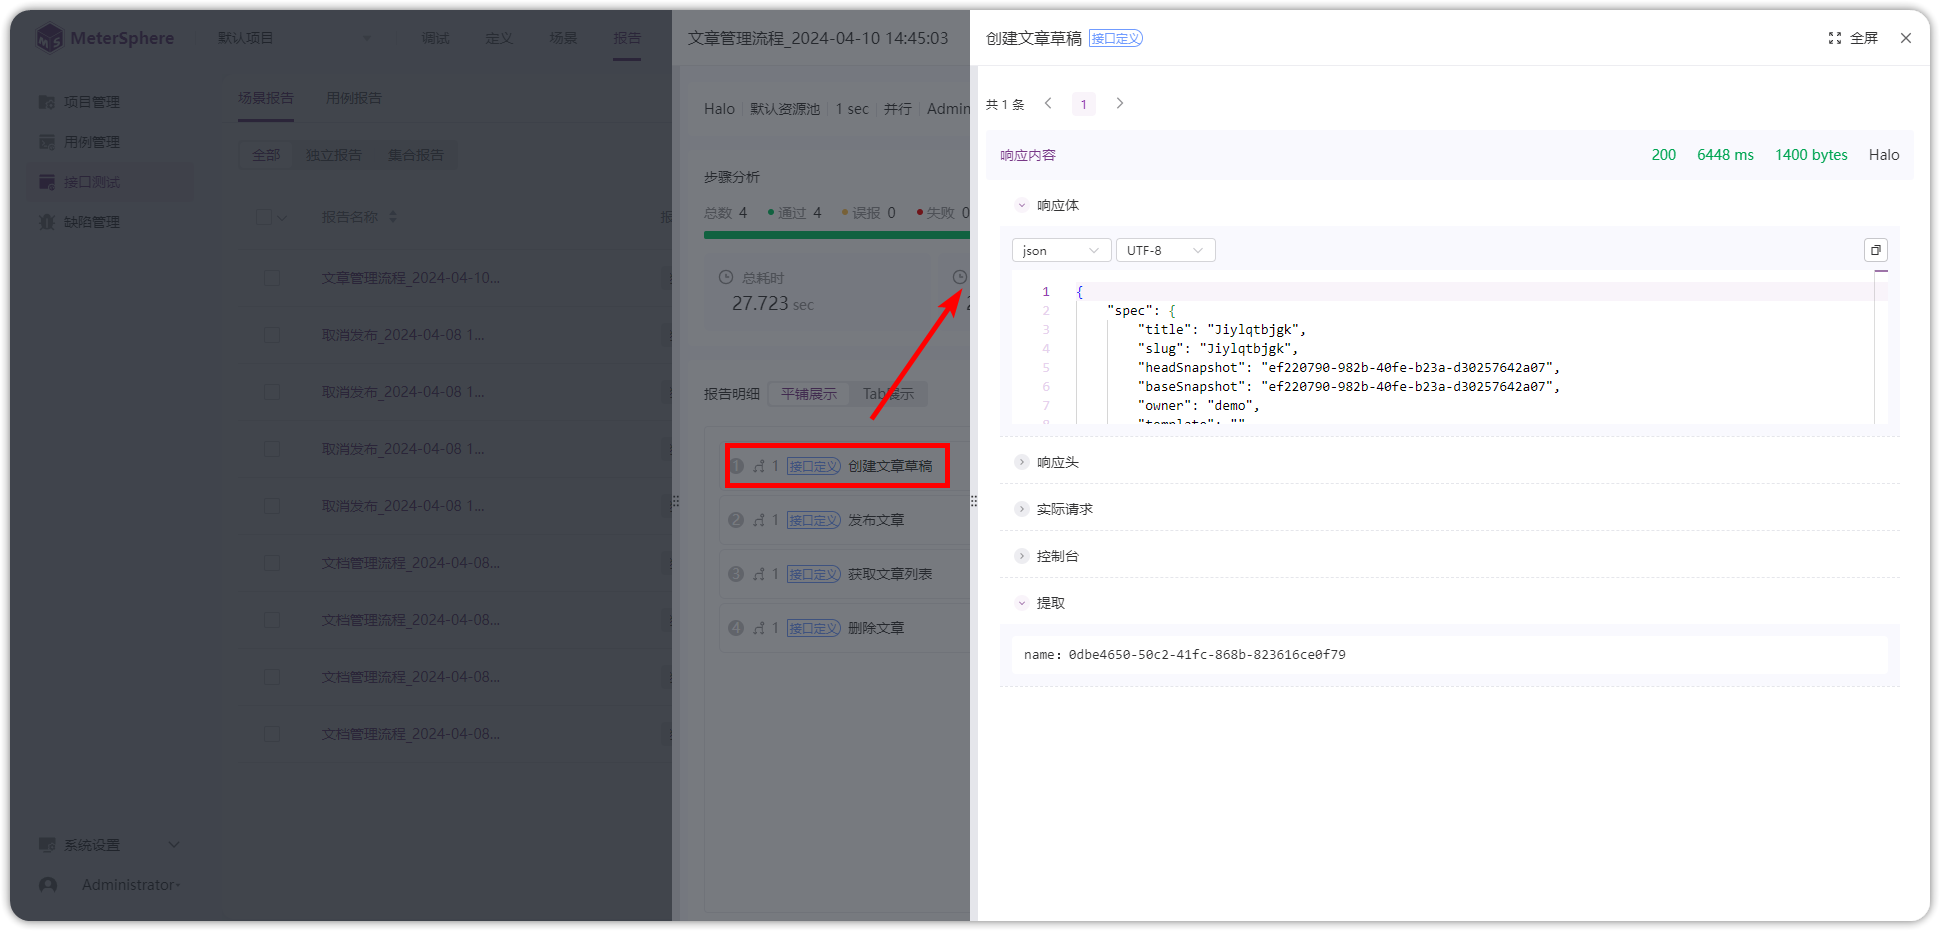 MeterSphere
默认项目
调试
定义
场景
报告
项目管理
用例管理
接口测试
缺陷管理
系统设置
Administrator
场景报告
用例报告
全部
独立报告
集合报告
报告名称
文章管理流程_2024-04-10...
取消发布_2024-04-08 1...
取消发布_2024-04-08 1...
取消发布_2024-04-08 1...
取消发布_2024-04-08 1...
文档管理流程_2024-04-08...
文档管理流程_2024-04-08...
文档管理流程_2024-04-08...
文档管理流程_2024-04-08...
文章管理流程_2024-04-10 14:45:03
Halo 默认资源池 1 sec 并行 Admin
步骤分析
总数 4 通过 4 误报 0 失败 0
总耗时
27.723 sec
报告明细 平铺展示 Tab展示
1 1 接口定义 创建文章草稿
2 1 接口定义 发布文章
3 1 接口定义 获取文章列表
4 1 接口定义 删除文章
创建文章草稿 接口定义
全屏
共 1 条 1
响应内容
200 6448 ms 1400 bytes Halo
响应体
json UTF-8
1 {
2 "spec": {
3 "title": "Jiylqtbjgk",
4 "slug": "Jiylqtbjgk",
5 "headSnapshot": "ef220790-982b-40fe-b23a-d30257642a07",
6 "baseSnapshot": "ef220790-982b-40fe-b23a-d30257642a07",
7 "owner": "demo",
8 "template": ""
响应头
实际请求
控制台
提取
name: 0dbe4650-50c2-41fc-868b-823616ce0f79